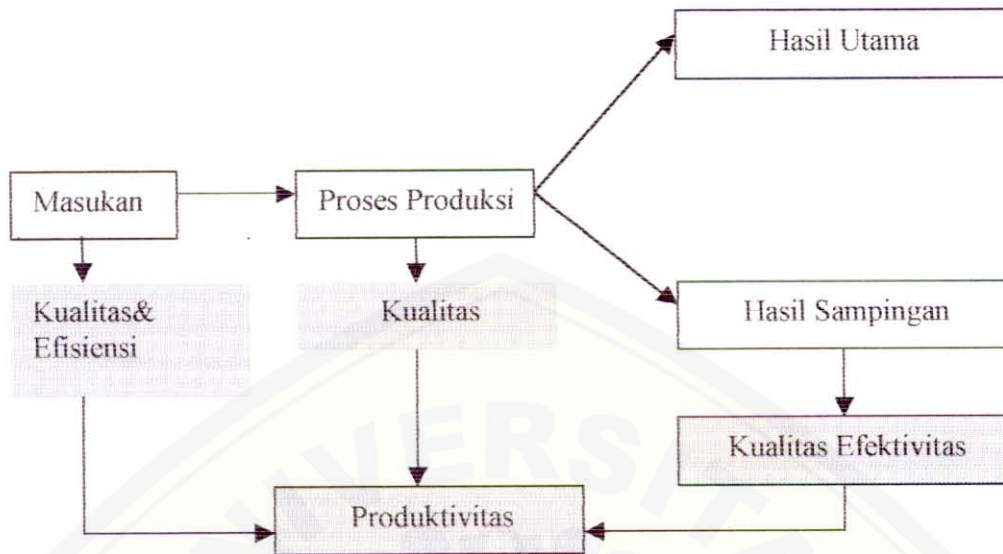 Hasil Utama
Masukan
Proses Produksi
Kualitas&
Efisiensi
Kualitas
Hasil Sampingan
Kualitas Efektivitas
Produktivitas